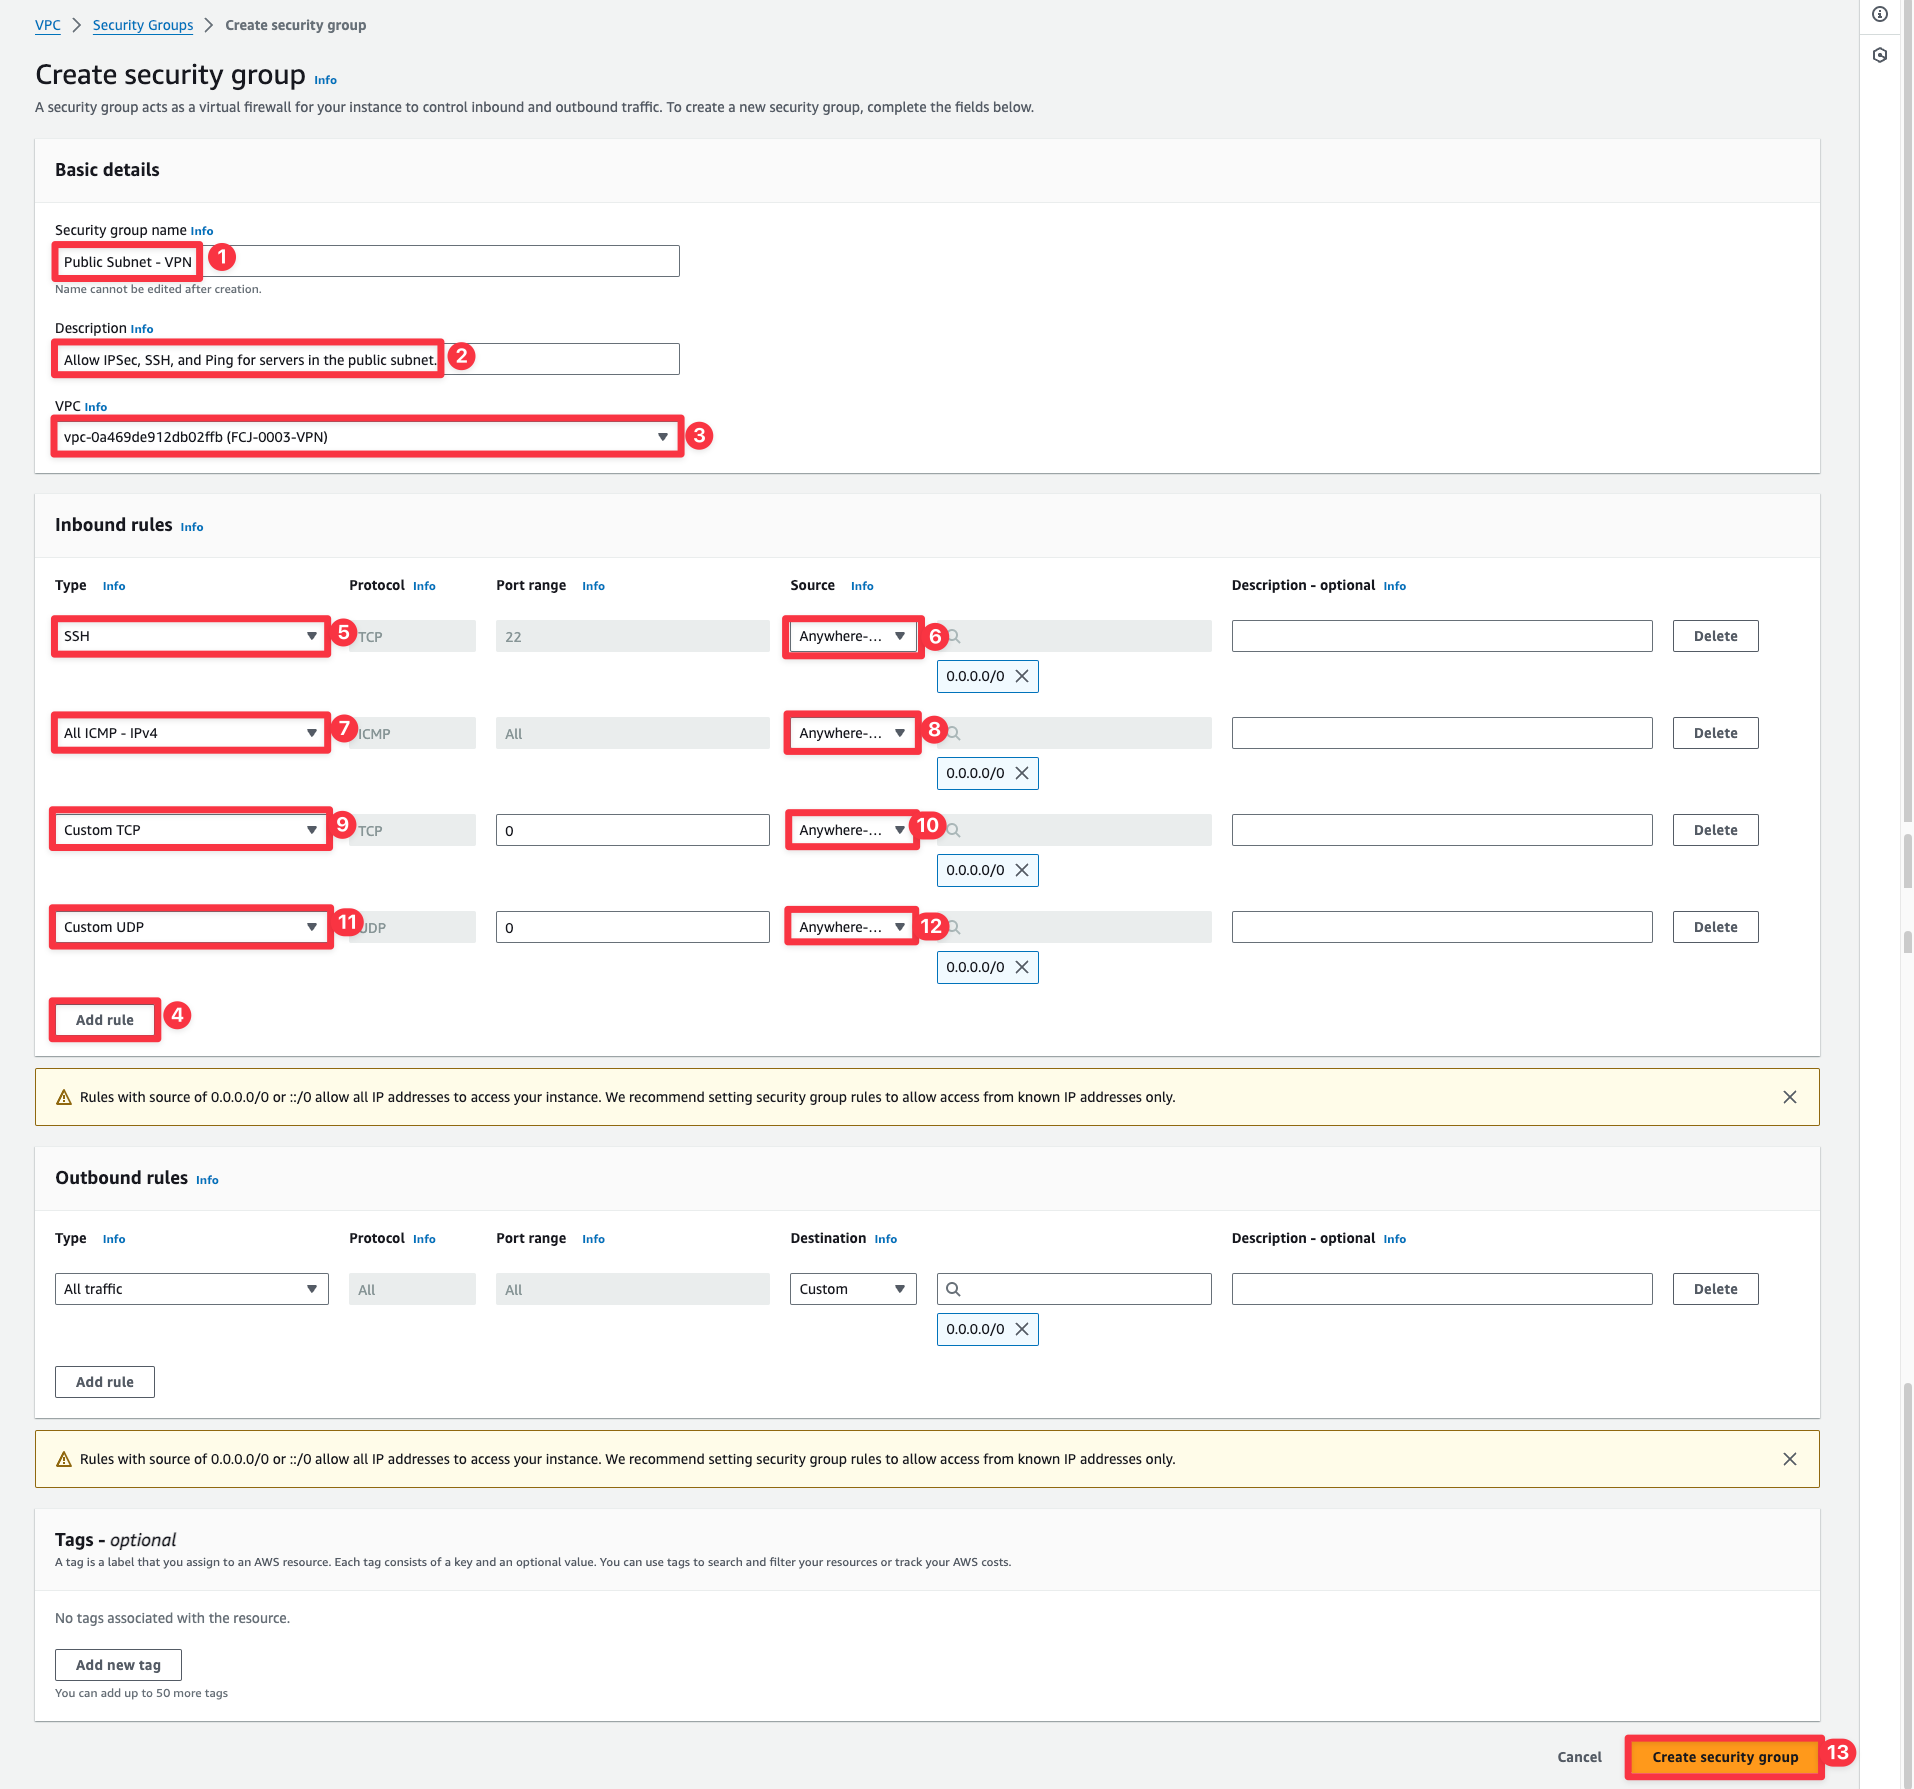 VPC > Security Groups > Create security group
Create security group Info
A security group acts as a virtual firewall for your instance to control inbound and outbound traffic. To create a new security group, complete the fields below.
Basic details
Security group name Info
Public Subnet - VPN 1
Name cannot be edited after creation.
Description Info
Allow IPSec, SSH, and Ping for servers in the public subnet. 2
VPC Info
vpc-0a469de912db02ffb (FCJ-0003-VPN) 3
Inbound rules Info
Type Info Protocol Info Port range Info Source Info Description - optional Info
SSH 5 TCP 22 Anywhere-... 6 Delete
0.0.0.0/0
All ICMP - IPv4 7 ICMP All Anywhere-... 8 Delete
0.0.0.0/0
Custom TCP 9 TCP 0 Anywhere-... 10 Delete
0.0.0.0/0
Custom UDP 11 UDP 0 Anywhere-... 12 Delete
0.0.0.0/0
Add rule 4
Rules with source of 0.0.0.0/0 or ::/0 allow all IP addresses to access your instance. We recommend setting security group rules to allow access from known IP addresses only.
Outbound rules Info
Type Info Protocol Info Port range Info Destination Info Description - optional Info
All traffic All All Custom Delete
0.0.0.0/0
Add rule
Rules with source of 0.0.0.0/0 or ::/0 allow all IP addresses to access your instance. We recommend setting security group rules to allow access from known IP addresses only.
Tags - optional
A tag is a label that you assign to an AWS resource. Each tag consists of a key and an optional value. You can use tags to search and filter your resources or track your AWS costs.
No tags associated with the resource.
Add new tag
You can add up to 50 more tags
Cancel Create security group 13